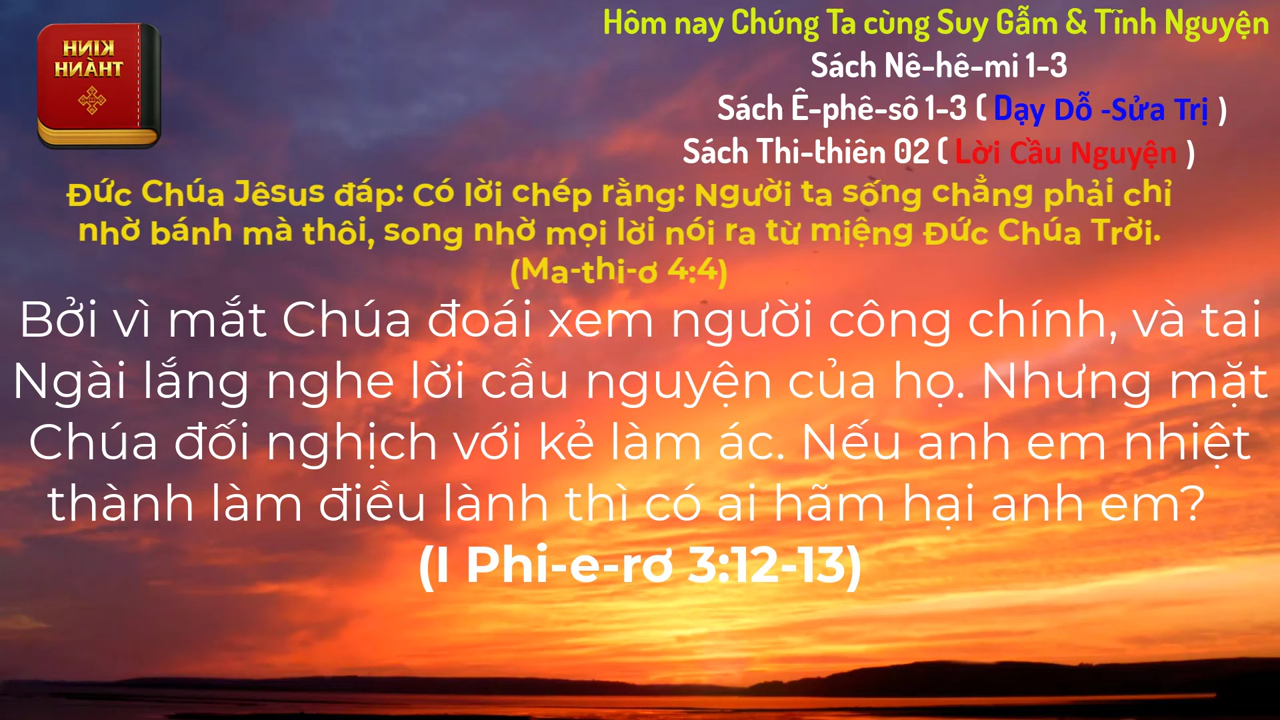 KINH
THÀNH
Hôm nay Chúng Ta cùng Suy Gẫm & Tĩnh Nguyện
Sách Nê-hê-mi 1-3
Sách Ê-phê-sô 1-3 ( Dạy Dỗ -Sửa Trị )
Sách Thi-thiên 02 ( Lời Cầu Nguyện )
Đức Chúa Jêsus đáp: Có lời chép rằng: Người ta sống chẳng phải chỉ
nhờ bánh mà thôi, song nhờ mọi lời nói ra từ miệng Đức Chúa Trời.
(Ma-thi-ơ 4:4)
Bởi vì mắt Chúa đoái xem người công chính, và tai
Ngài lắng nghe lời cầu nguyện của họ. Nhưng mặt
Chúa đối nghịch với kẻ làm ác. Nếu anh em nhiệt
thành làm điều lành thì có ai hãm hại anh em?
(I Phi-e-rơ 3:12-13)